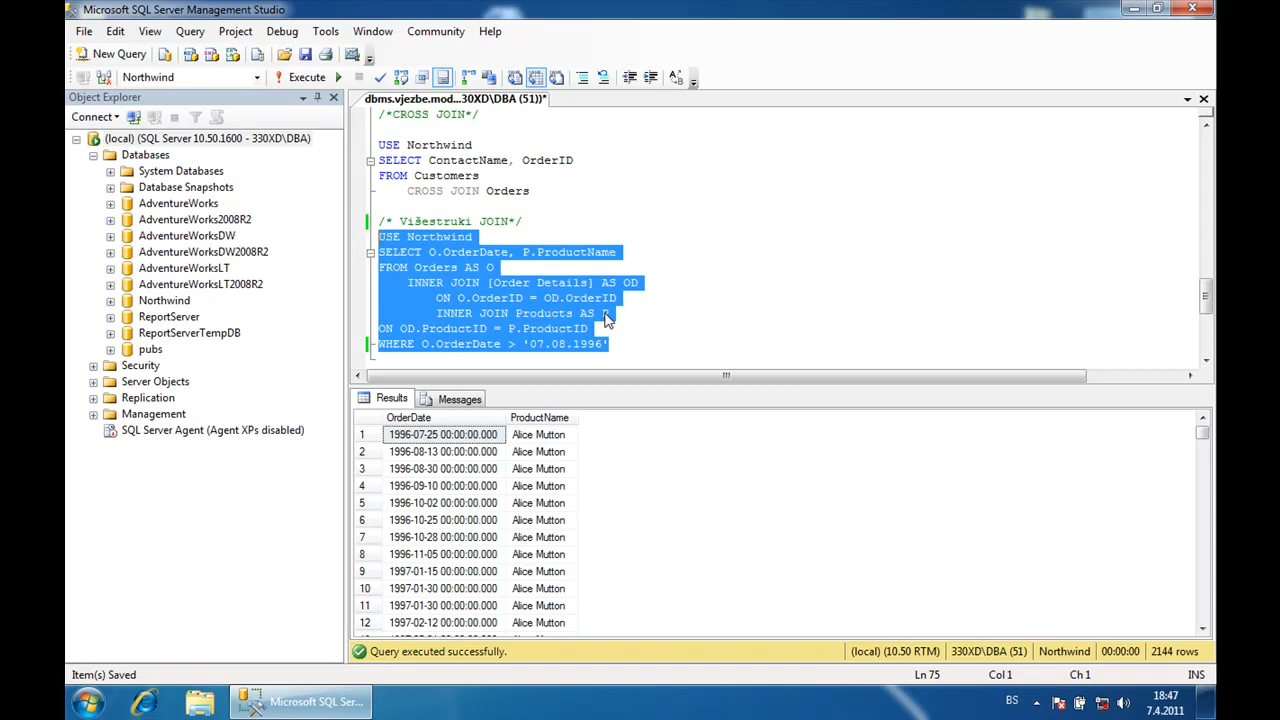 Microsoft SQL Server Management Studio
File Edit View Query Project Debug Tools Window Community Help
New Query
Northwind Execute
Object Explorer
Connect
(local) (SQL Server 10.50.1600 - 330XD\DBA)
Databases
System Databases
Database Snapshots
AdventureWorks
AdventureWorks2008R2
AdventureWorksDW
AdventureWorksDW2008R2
AdventureWorksLT
AdventureWorksLT2008R2
Northwind
ReportServer
ReportServerTempDB
pubs
Security
Server Objects
Replication
Management
SQL Server Agent (Agent XPs disabled)
dbms.vjezbe.mod...30XD\DBA (51))*
/*CROSS JOIN*/
USE Northwind
SELECT ContactName, OrderID
FROM Customers
CROSS JOIN Orders
/* Višestruki JOIN*/
USE Northwind
SELECT O.OrderDate, P.ProductName
FROM Orders AS O
INNER JOIN [Order Details] AS OD
ON O.OrderID = OD.OrderID
INNER JOIN Products AS P
ON OD.ProductID = P.ProductID
WHERE O.OrderDate > '07.08.1996'
Results Messages
OrderDate ProductName
1 1996-07-25 00:00:00.000 Alice Mutton
2 1996-08-13 00:00:00.000 Alice Mutton
3 1996-08-30 00:00:00.000 Alice Mutton
4 1996-09-10 00:00:00.000 Alice Mutton
5 1996-10-02 00:00:00.000 Alice Mutton
6 1996-10-25 00:00:00.000 Alice Mutton
7 1996-10-28 00:00:00.000 Alice Mutton
8 1996-11-05 00:00:00.000 Alice Mutton
9 1997-01-15 00:00:00.000 Alice Mutton
10 1997-01-30 00:00:00.000 Alice Mutton
11 1997-01-30 00:00:00.000 Alice Mutton
12 1997-02-12 00:00:00.000 Alice Mutton
Query executed successfully. (local) (10.50 RTM) 330XD\DBA (51) Northwind 00:00:00 2144 rows
Item(s) Saved Ln 75 Col 1 Ch 1 INS
Microsoft SQL Ser... BS 18:47
7.4.2011